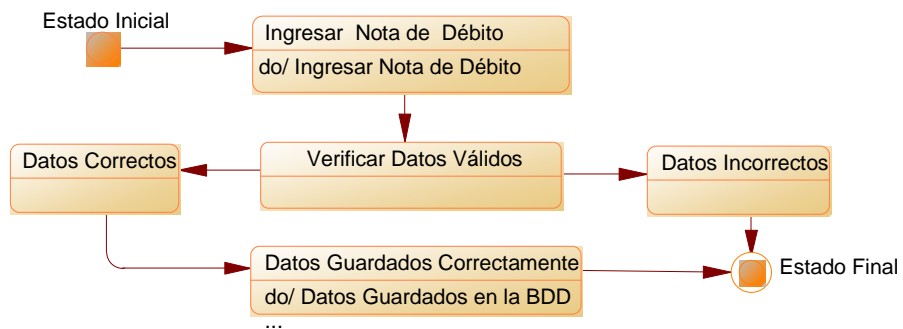 Estado Inicial
Ingresar Nota de Débito
do/ Ingresar Nota de Débito
Datos Correctos
Verificar Datos Válidos
Datos Incorrectos
Datos Guardados Correctamente
do/ Datos Guardados en la BDD
...
Estado Final